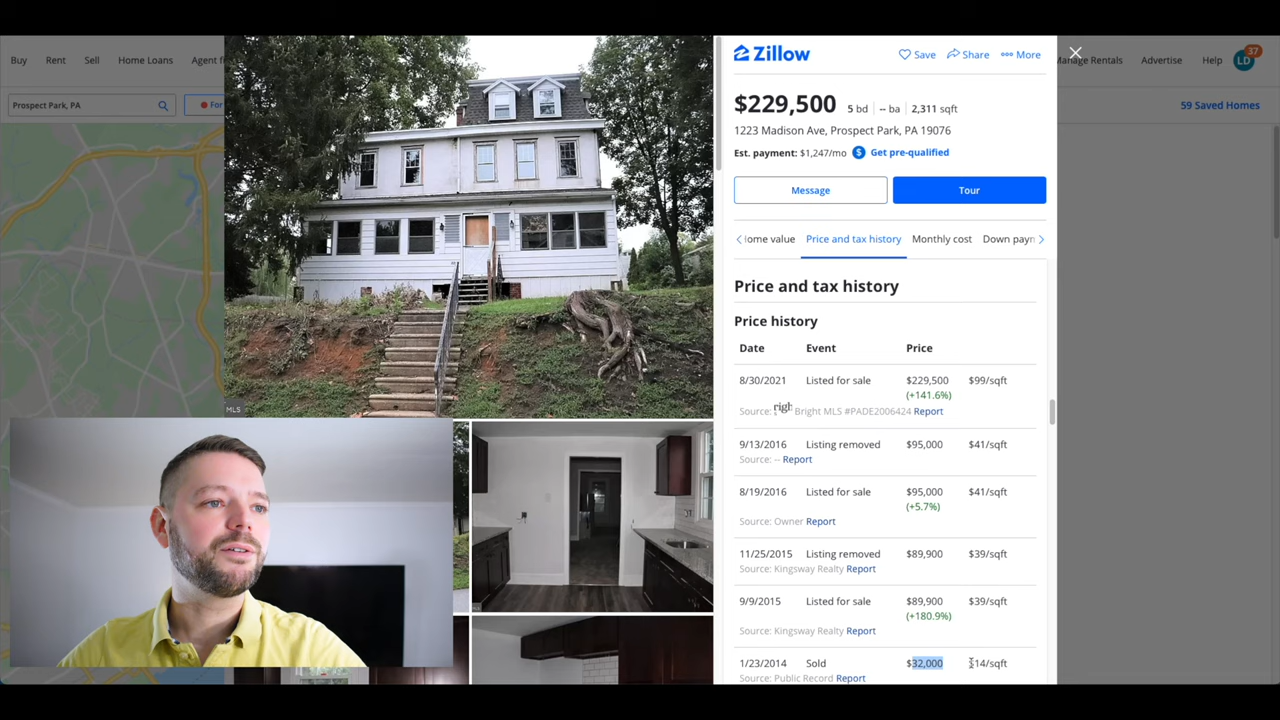 Buy Rent Sell Home Loans Agent
Manage Rentals Advertise Help LD 37
Prospect Park, PA
For
59 Saved Homes
MLS
Zillow
Save Share More
$229,500 5 bd -- ba 2,311 sqft
1223 Madison Ave, Prospect Park, PA 19076
Est. payment: $1,247/mo $ Get pre-qualified
Message Tour
ome value Price and tax history Monthly cost Down payn
Price and tax history
Price history
Date Event Price
8/30/2021 Listed for sale $229,500 $99/sqft
(+141.6%)
Source: righ Bright MLS #PADE2006424 Report
9/13/2016 Listing removed $95,000 $41/sqft
Source: -- Report
8/19/2016 Listed for sale $95,000 $41/sqft
(+5.7%)
Source: Owner Report
11/25/2015 Listing removed $89,900 $39/sqft
Source: Kingsway Realty Report
9/9/2015 Listed for sale $89,900 $39/sqft
(+180.9%)
Source: Kingsway Realty Report
1/23/2014 Sold $32,000 $14/sqft
Source: Public Record Report